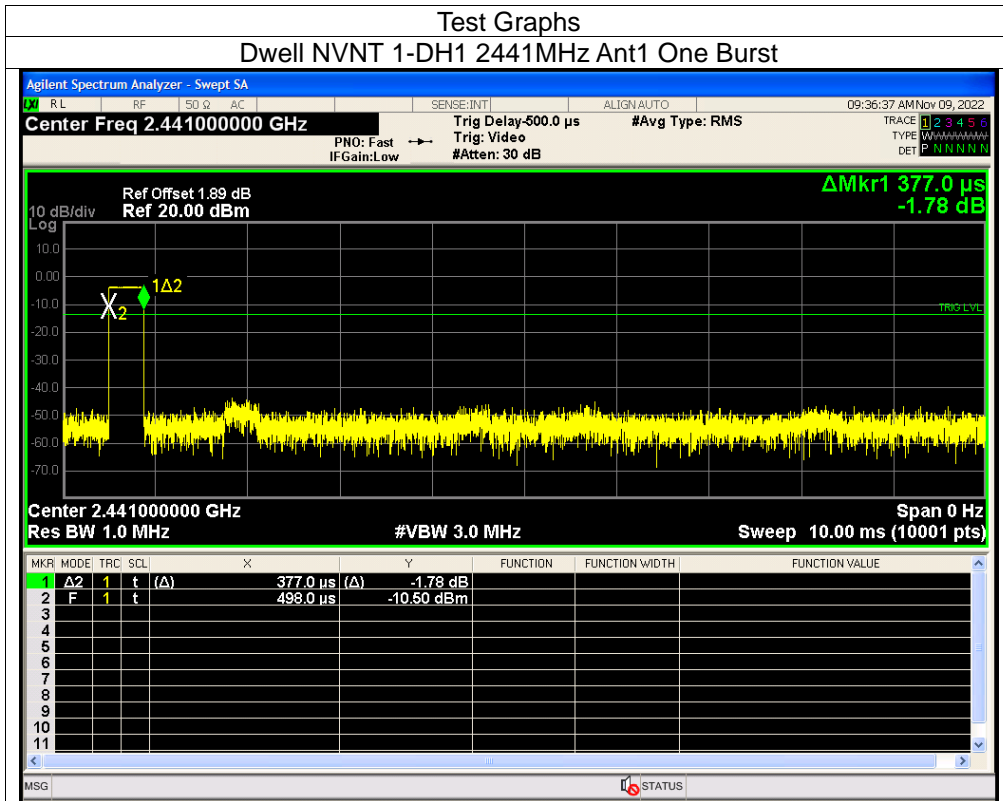 Test Graphs
Dwell NVNT 1-DH1 2441MHz Ant1 One Burst
Agilent Spectrum Analyzer - Swept SA
LXI RL RF 50 Ω AC SENSE:INT ALIGN AUTO 09:36:37 AM Nov 09, 2022
Center Freq 2.441000000 GHz Trig Delay-500.0 µs #Avg Type: RMS TRACE 1 2 3 4 5 6
PNO: Fast Trig: Video TYPE WWWWWWW
IFGain:Low #Atten: 30 dB DET P N N N N N
ΔMkr1 377.0 µs
Ref Offset 1.89 dB
10 dB/div Ref 20.00 dBm -1.78 dB
Log
10.0
0.00
1Δ2
-10.0
X2
TRIG LVL
-20.0
-30.0
-40.0
-50.0
-60.0
-70.0
Center 2.441000000 GHz Span 0 Hz
Res BW 1.0 MHz #VBW 3.0 MHz Sweep 10.00 ms (10001 pts)
MKR MODE TRC SCL X Y FUNCTION FUNCTION WIDTH FUNCTION VALUE
1 Δ2 1 t (Δ) 377.0 µs (Δ) -1.78 dB
2 F 1 t 498.0 µs -10.50 dBm
3
4
5
6
7
8
9
10
11
MSG STATUS